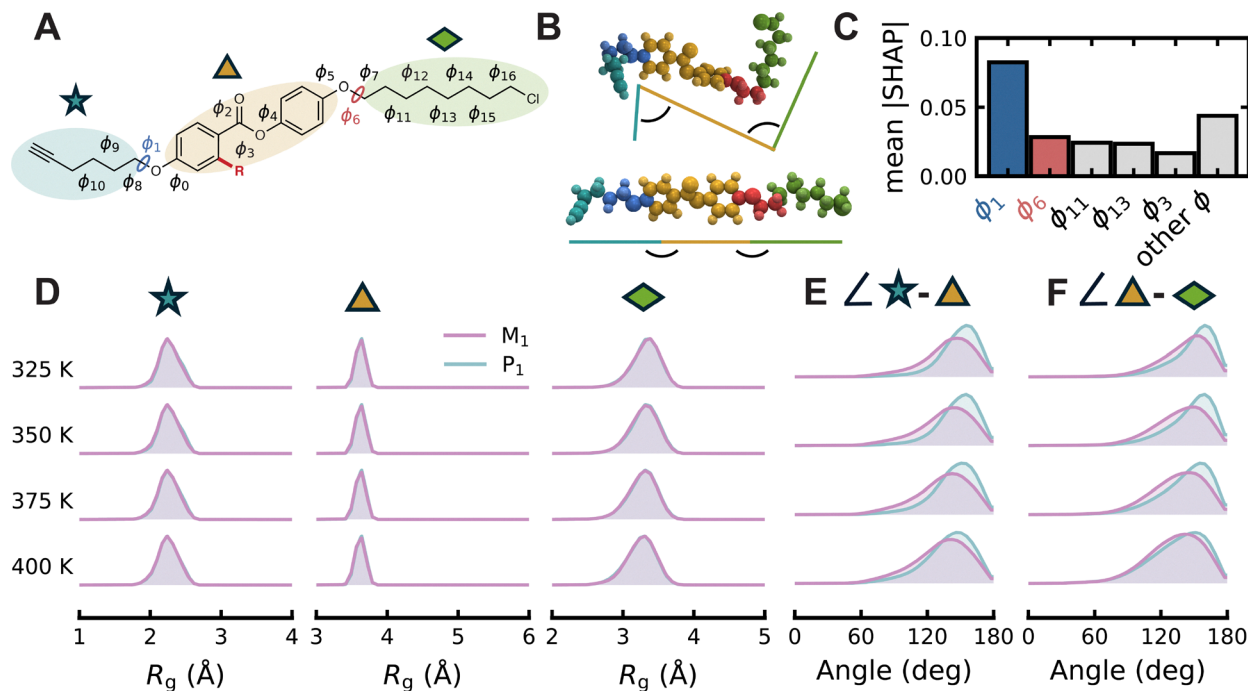 A
B
C
ϕ5 ϕ7 ϕ12 ϕ14 ϕ16
O
ϕ2 ϕ4 O ϕ6 Cl
ϕ11 ϕ13 ϕ15
O
ϕ9 ϕ1 ϕ3
R
O
ϕ10 ϕ8 ϕ0
mean |SHAP|
0.10
0.05
0.00
ϕ1 ϕ6 ϕ11 ϕ13 ϕ3 other ϕ
D
E ∠ -
F ∠ -
M1
P1
325 K
350 K
375 K
400 K
1 2 3 4
3 4 5 6
2 3 4 5
0 60 120 180
0 60 120 180
Rg (Å)
Rg (Å)
Rg (Å)
Angle (deg)
Angle (deg)